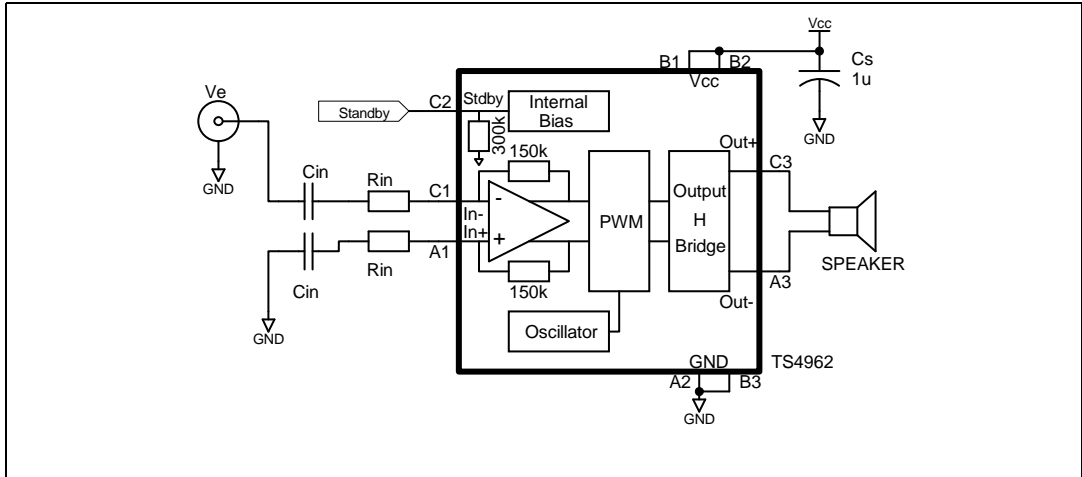 Vcc
B1
B2
Cs
1u
Vcc
GND
Ve
GND
Standby
C2
Stdby
Internal
Bias
300k
150k
Out+
C3
Cin
Rin
C1
In-
-
In+
+
A1
PWM
Output
H
Bridge
SPEAKER
Cin
Rin
150k
A3
Out-
GND
Oscillator
GND
TS4962
A2
B3
GND